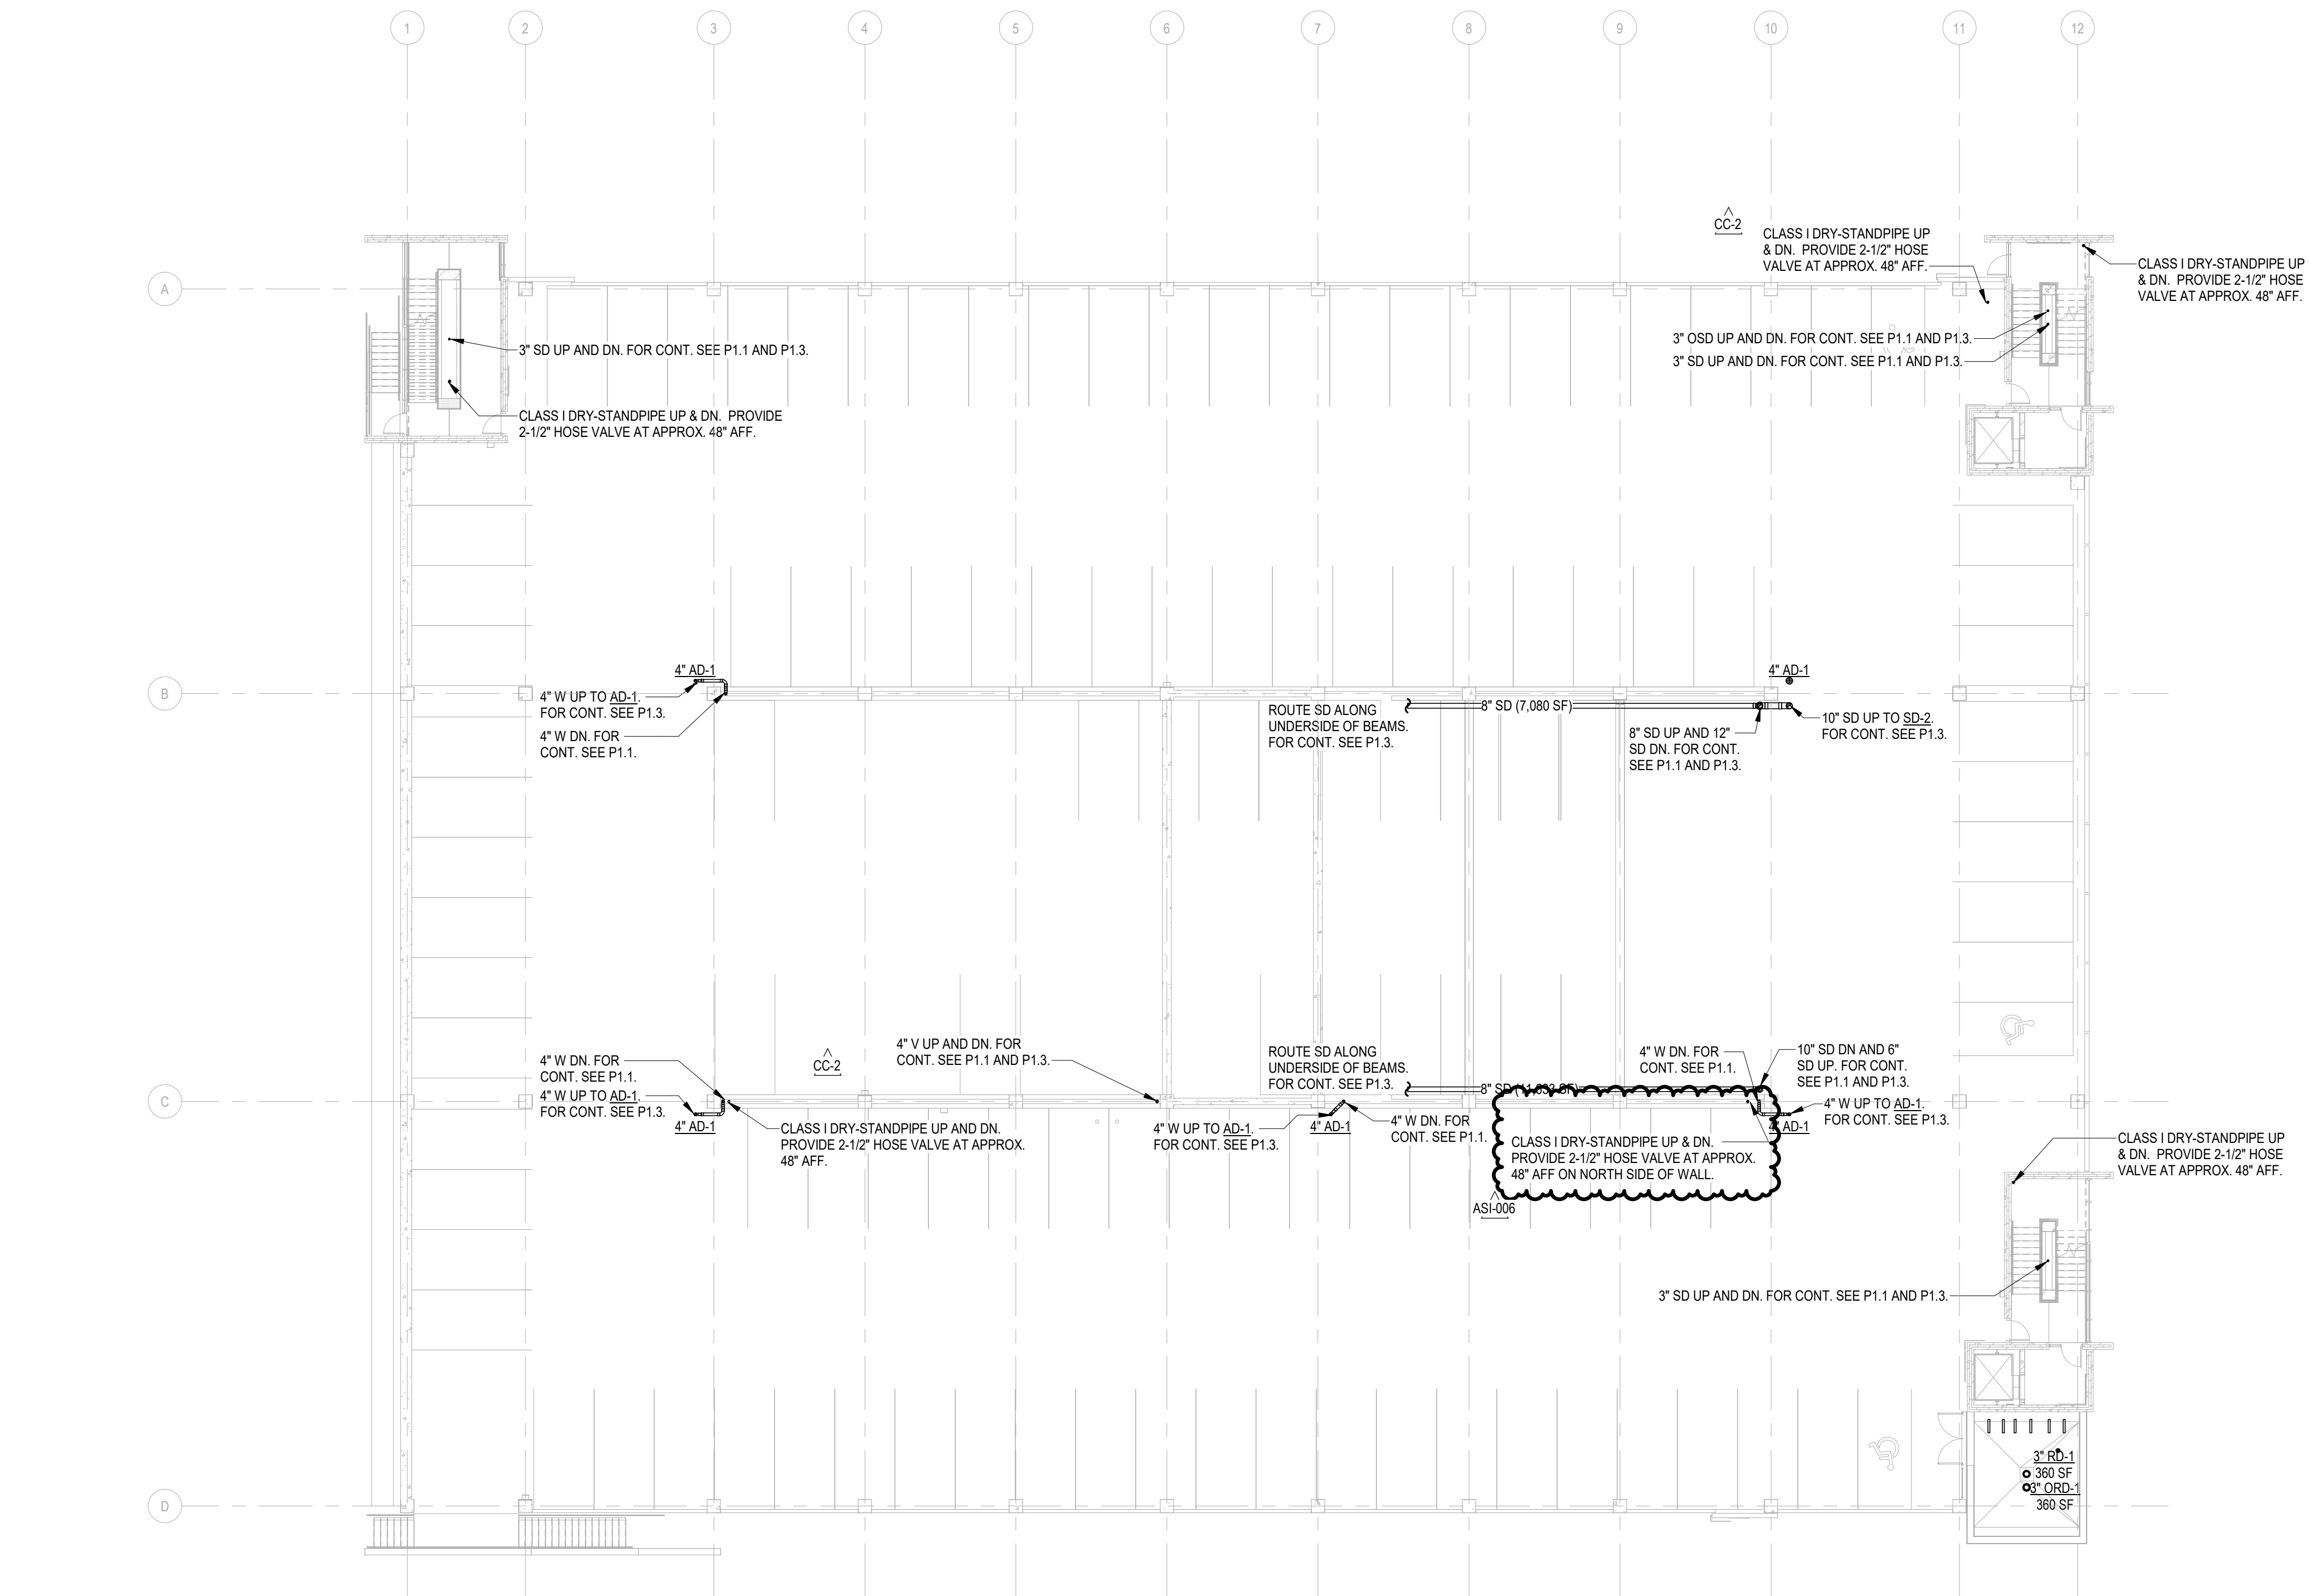 1
2
3
4
5
6
7
8
9
10
11
12
A
B
C
D
CC-2
CLASS I DRY-STANDPIPE UP
& DN. PROVIDE 2-1/2" HOSE
VALVE AT APPROX. 48" AFF.
CLASS I DRY-STANDPIPE UP
& DN. PROVIDE 2-1/2" HOSE
VALVE AT APPROX. 48" AFF.
3" OSD UP AND DN. FOR CONT. SEE P1.1 AND P1.3.
3" SD UP AND DN. FOR CONT. SEE P1.1 AND P1.3.
3" SD UP AND DN. FOR CONT. SEE P1.1 AND P1.3.
CLASS I DRY-STANDPIPE UP & DN. PROVIDE
2-1/2" HOSE VALVE AT APPROX. 48" AFF.
4" AD-1
4" W UP TO AD-1.
FOR CONT. SEE P1.3.
4" W DN. FOR
CONT. SEE P1.1.
ROUTE SD ALONG
UNDERSIDE OF BEAMS.
FOR CONT. SEE P1.3.
8" SD (7,080 SF)
4" AD-1
8" SD UP AND 12"
SD DN. FOR CONT.
SEE P1.1 AND P1.3.
10" SD UP TO SD-2.
FOR CONT. SEE P1.3.
4" W DN. FOR
CONT. SEE P1.1.
4" W UP TO AD-1.
FOR CONT. SEE P1.3.
4" AD-1
CC-2
CLASS I DRY-STANDPIPE UP AND DN.
PROVIDE 2-1/2" HOSE VALVE AT APPROX.
48" AFF.
4" V UP AND DN. FOR
CONT. SEE P1.1 AND P1.3.
ROUTE SD ALONG
UNDERSIDE OF BEAMS.
FOR CONT. SEE P1.3.
4" W UP TO AD-1.
FOR CONT. SEE P1.3.
4" AD-1
4" W DN. FOR
CONT. SEE P1.1.
8" SD
4" W DN. FOR
CONT. SEE P1.1.
10" SD DN AND 6"
SD UP. FOR CONT.
SEE P1.1 AND P1.3.
4" W UP TO AD-1.
FOR CONT. SEE P1.3.
4" AD-1
CLASS I DRY-STANDPIPE UP & DN.
PROVIDE 2-1/2" HOSE VALVE AT APPROX.
48" AFF ON NORTH SIDE OF WALL.
ASI-006
CLASS I DRY-STANDPIPE UP
& DN. PROVIDE 2-1/2" HOSE
VALVE AT APPROX. 48" AFF.
3" SD UP AND DN. FOR CONT. SEE P1.1 AND P1.3.
3" RD-1
360 SF
3" ORD-1
360 SF